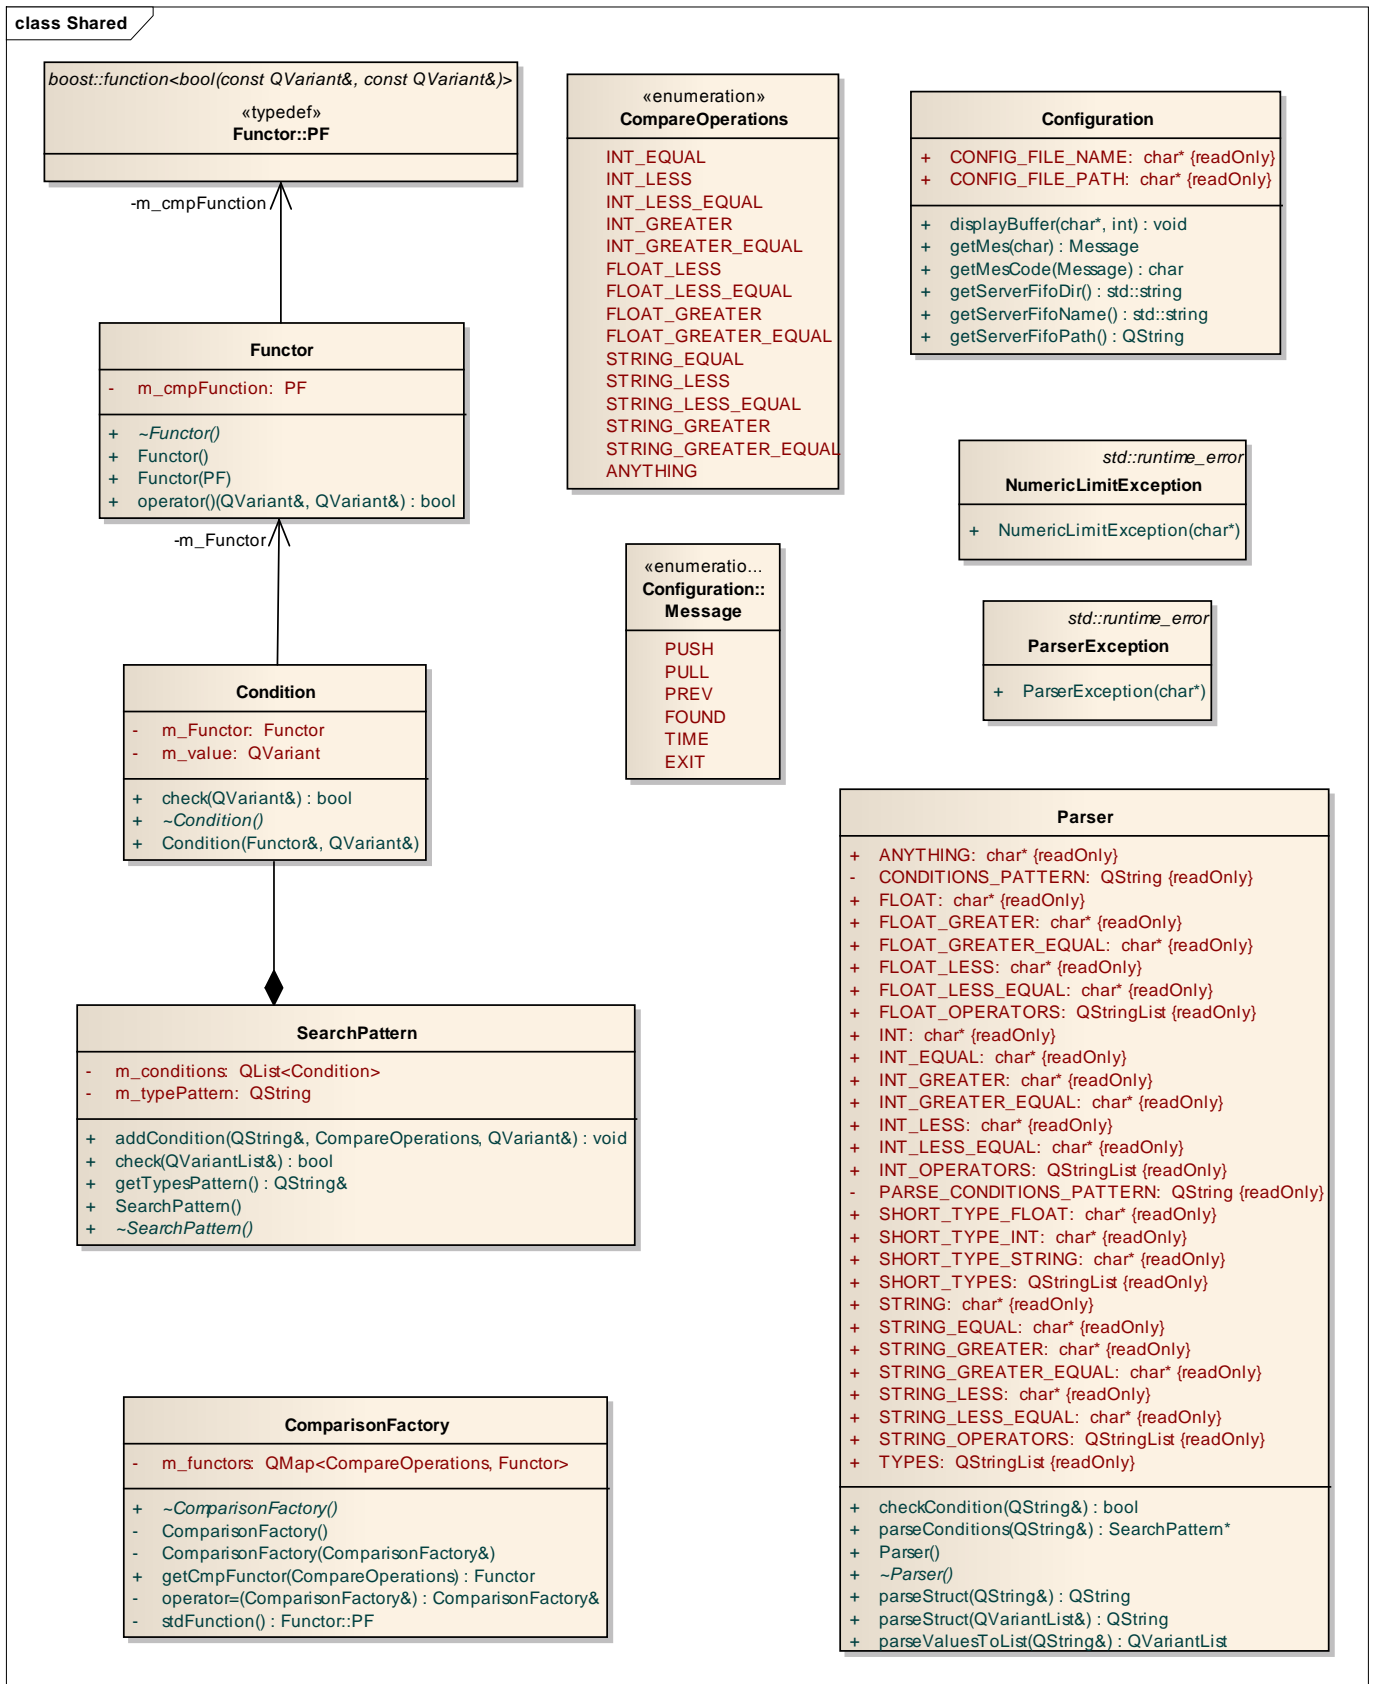 class Shared
boost::function<bool(const QVariant&, const QVariant&)>
«typedef»
Functor::PF
-m_cmpFunction
Functor
- m_cmpFunction: PF
+ ~Functor()
+ Functor()
+ Functor(PF)
+ operator()(QVariant&, QVariant&) : bool
-m_Functor
Condition
- m_Functor: Functor
- m_value: QVariant
+ check(QVariant&) : bool
+ ~Condition()
+ Condition(Functor&, QVariant&)
SearchPattern
- m_conditions: QList<Condition>
- m_typePattern: QString
+ addCondition(QString&, CompareOperations, QVariant&) : void
+ check(QVariantList&) : bool
+ getTypesPattern() : QString&
+ SearchPattern()
+ ~SearchPattern()
ComparisonFactory
- m_functors: QMap<CompareOperations, Functor>
+ ~ComparisonFactory()
- ComparisonFactory()
- ComparisonFactory(ComparisonFactory&)
+ getCmpFunctor(CompareOperations) : Functor
- operator=(ComparisonFactory&) : ComparisonFactory&
- stdFunction() : Functor::PF
«enumeration»
CompareOperations
INT_EQUAL
INT_LESS
INT_LESS_EQUAL
INT_GREATER
INT_GREATER_EQUAL
FLOAT_LESS
FLOAT_LESS_EQUAL
FLOAT_GREATER
FLOAT_GREATER_EQUAL
STRING_EQUAL
STRING_LESS
STRING_LESS_EQUAL
STRING_GREATER
STRING_GREATER_EQUAL
ANYTHING
«enumeratio...
Configuration::
Message
PUSH
PULL
PREV
FOUND
TIME
EXIT
Configuration
+ CONFIG_FILE_NAME: char* {readOnly}
+ CONFIG_FILE_PATH: char* {readOnly}
+ displayBuffer(char*, int) : void
+ getMes(char) : Message
+ getMesCode(Message) : char
+ getServerFifoDir() : std::string
+ getServerFifoName() : std::string
+ getServerFifoPath() : QString
std::runtime_error
NumericLimitException
+ NumericLimitException(char*)
std::runtime_error
ParserException
+ ParserException(char*)
Parser
+ ANYTHING: char* {readOnly}
- CONDITIONS_PATTERN: QString {readOnly}
+ FLOAT: char* {readOnly}
+ FLOAT_GREATER: char* {readOnly}
+ FLOAT_GREATER_EQUAL: char* {readOnly}
+ FLOAT_LESS: char* {readOnly}
+ FLOAT_LESS_EQUAL: char* {readOnly}
+ FLOAT_OPERATORS: QStringList {readOnly}
+ INT: char* {readOnly}
+ INT_EQUAL: char* {readOnly}
+ INT_GREATER: char* {readOnly}
+ INT_GREATER_EQUAL: char* {readOnly}
+ INT_LESS: char* {readOnly}
+ INT_LESS_EQUAL: char* {readOnly}
+ INT_OPERATORS: QStringList {readOnly}
- PARSE_CONDITIONS_PATTERN: QString {readOnly}
+ SHORT_TYPE_FLOAT: char* {readOnly}
+ SHORT_TYPE_INT: char* {readOnly}
+ SHORT_TYPE_STRING: char* {readOnly}
+ SHORT_TYPES: QStringList {readOnly}
+ STRING: char* {readOnly}
+ STRING_EQUAL: char* {readOnly}
+ STRING_GREATER: char* {readOnly}
+ STRING_GREATER_EQUAL: char* {readOnly}
+ STRING_LESS: char* {readOnly}
+ STRING_LESS_EQUAL: char* {readOnly}
+ STRING_OPERATORS: QStringList {readOnly}
+ TYPES: QStringList {readOnly}
+ checkCondition(QString&) : bool
+ parseConditions(QString&) : SearchPattern*
+ Parser()
+ ~Parser()
+ parseStruct(QString&) : QString
+ parseStruct(QVariantList&) : QString
+ parseValuesToList(QString&) : QVariantList